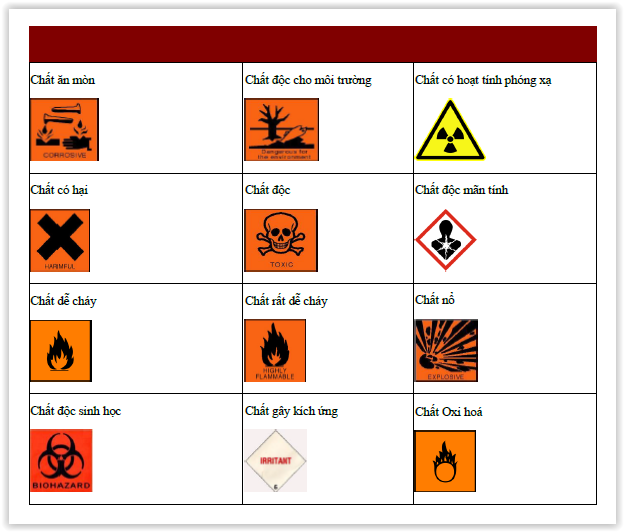 Chất ăn mòn
Chất độc cho môi trường
Chất có hoạt tính phóng xạ
CORROSIVE
Dangerous for
the environment
Chất có hại
Chất độc
Chất độc mãn tính
HARMFUL
TOXIC
Chất dễ cháy
Chất rất dễ cháy
Chất nổ
HIGHLY
FLAMMABLE
EXPLOSIVE
Chất độc sinh học
Chất gây kích ứng
Chất Oxi hoá
BIOHAZARD
IRRITANT
6